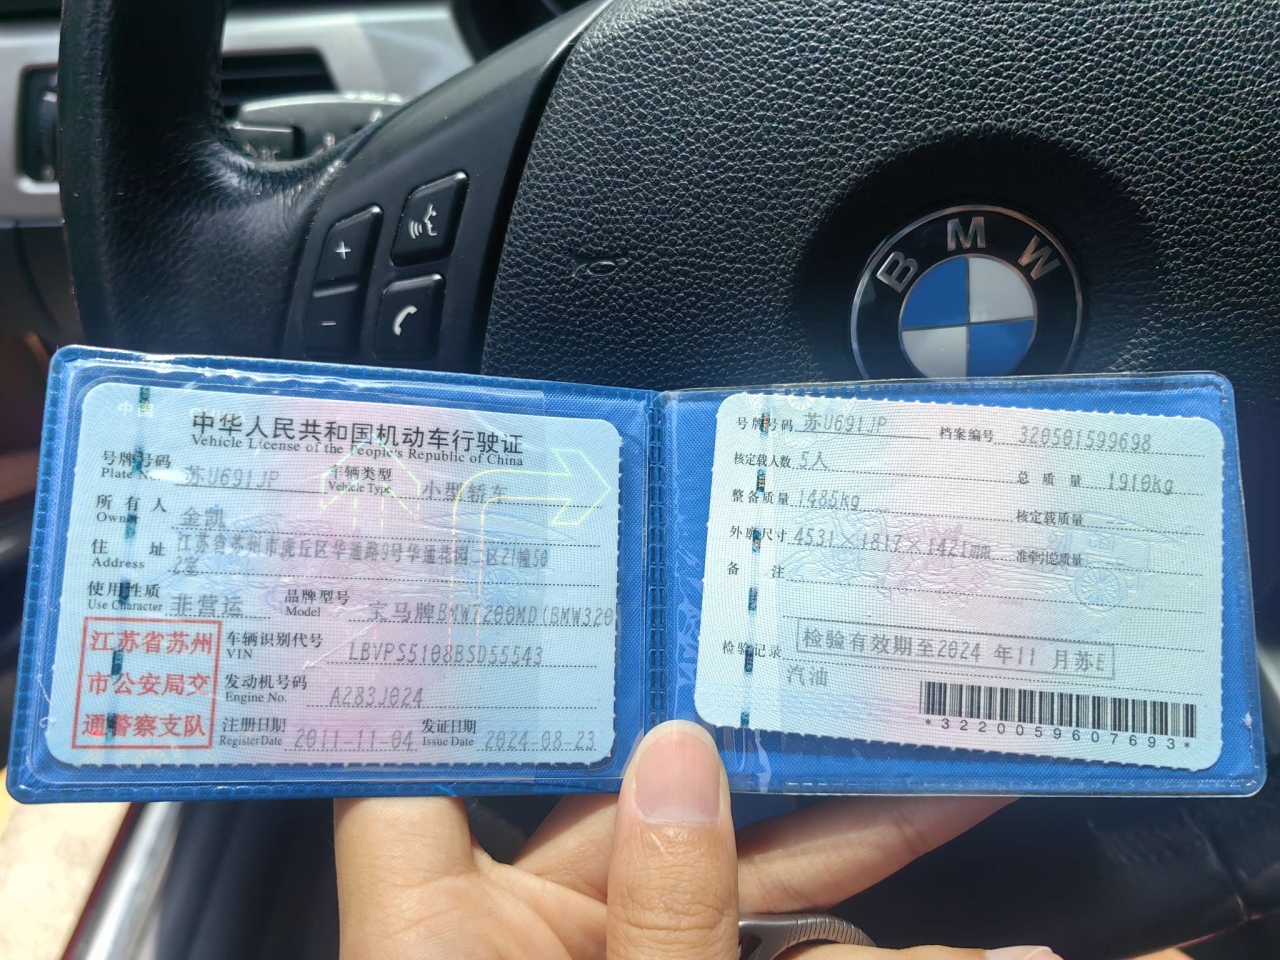 BMW
+
−
中国
中华人民共和国机动车行驶证
Vehicle License of the People's Republic of China
号牌号码 苏U691JP 车辆类型 小型轿车
Plate No. Vehicle Type
所有人 金凯
Owner
住址 江苏省苏州市虎丘区华通路9号华通花园二区21幢50
Address 2室
使用性质 非营运 品牌型号 宝马牌BMW7200MD(BMW320
Use Character Model
江苏省苏州
市公安局交
通警察支队
车辆识别代号 LBVPS5108BSD55543
VIN
发动机号码 A283J024
Engine No.
注册日期 2011-11-04 发证日期 2024-08-23
Register Date Issue Date
号牌号码 苏U691JP 档案编号 320501599698
核定载人数 5人 总质量 1910kg
整备质量 1485kg 核定载质量 --
外廓尺寸 4531×1817×1421mm 准牵引总质量 --
备注
检验有效期至2024 年11 月苏E
检验记录
汽油
*3220059607693*